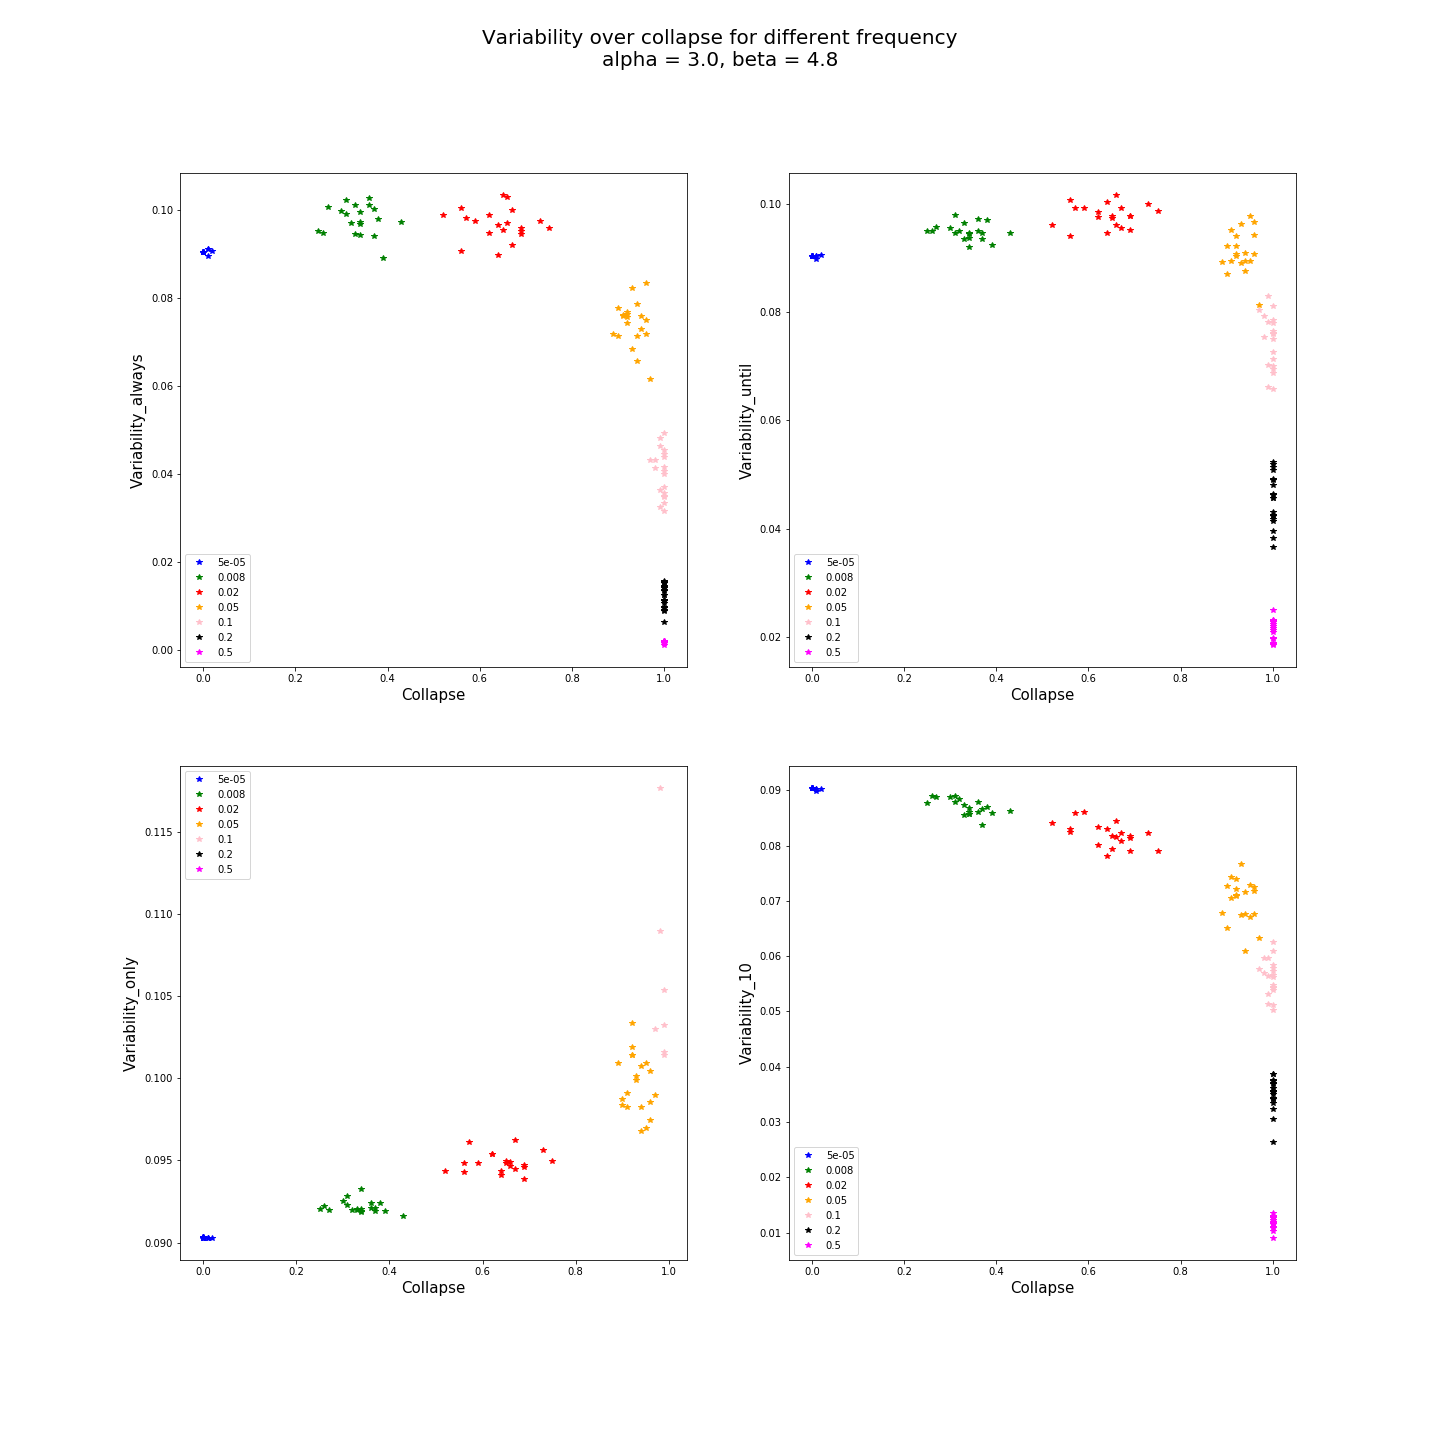 Variability over collapse for different frequency
alpha = 3.0, beta = 4.8
0.10
0.08
0.06
0.04
0.02
0.00
Variability_always
5e-05
0.008
0.02
0.05
0.1
0.2
0.5
0.0 0.2 0.4 0.6 0.8 1.0
Collapse
0.10
0.08
0.06
0.04
0.02
Variability_until
5e-05
0.008
0.02
0.05
0.1
0.2
0.5
0.0 0.2 0.4 0.6 0.8 1.0
Collapse
5e-05
0.008
0.02
0.05
0.1
0.2
0.5
0.115
0.110
0.105
0.100
0.095
0.090
Variability_only
0.0 0.2 0.4 0.6 0.8 1.0
Collapse
0.09
0.08
0.07
0.06
0.05
0.04
0.03
0.02
0.01
Variability_10
5e-05
0.008
0.02
0.05
0.1
0.2
0.5
0.0 0.2 0.4 0.6 0.8 1.0
Collapse